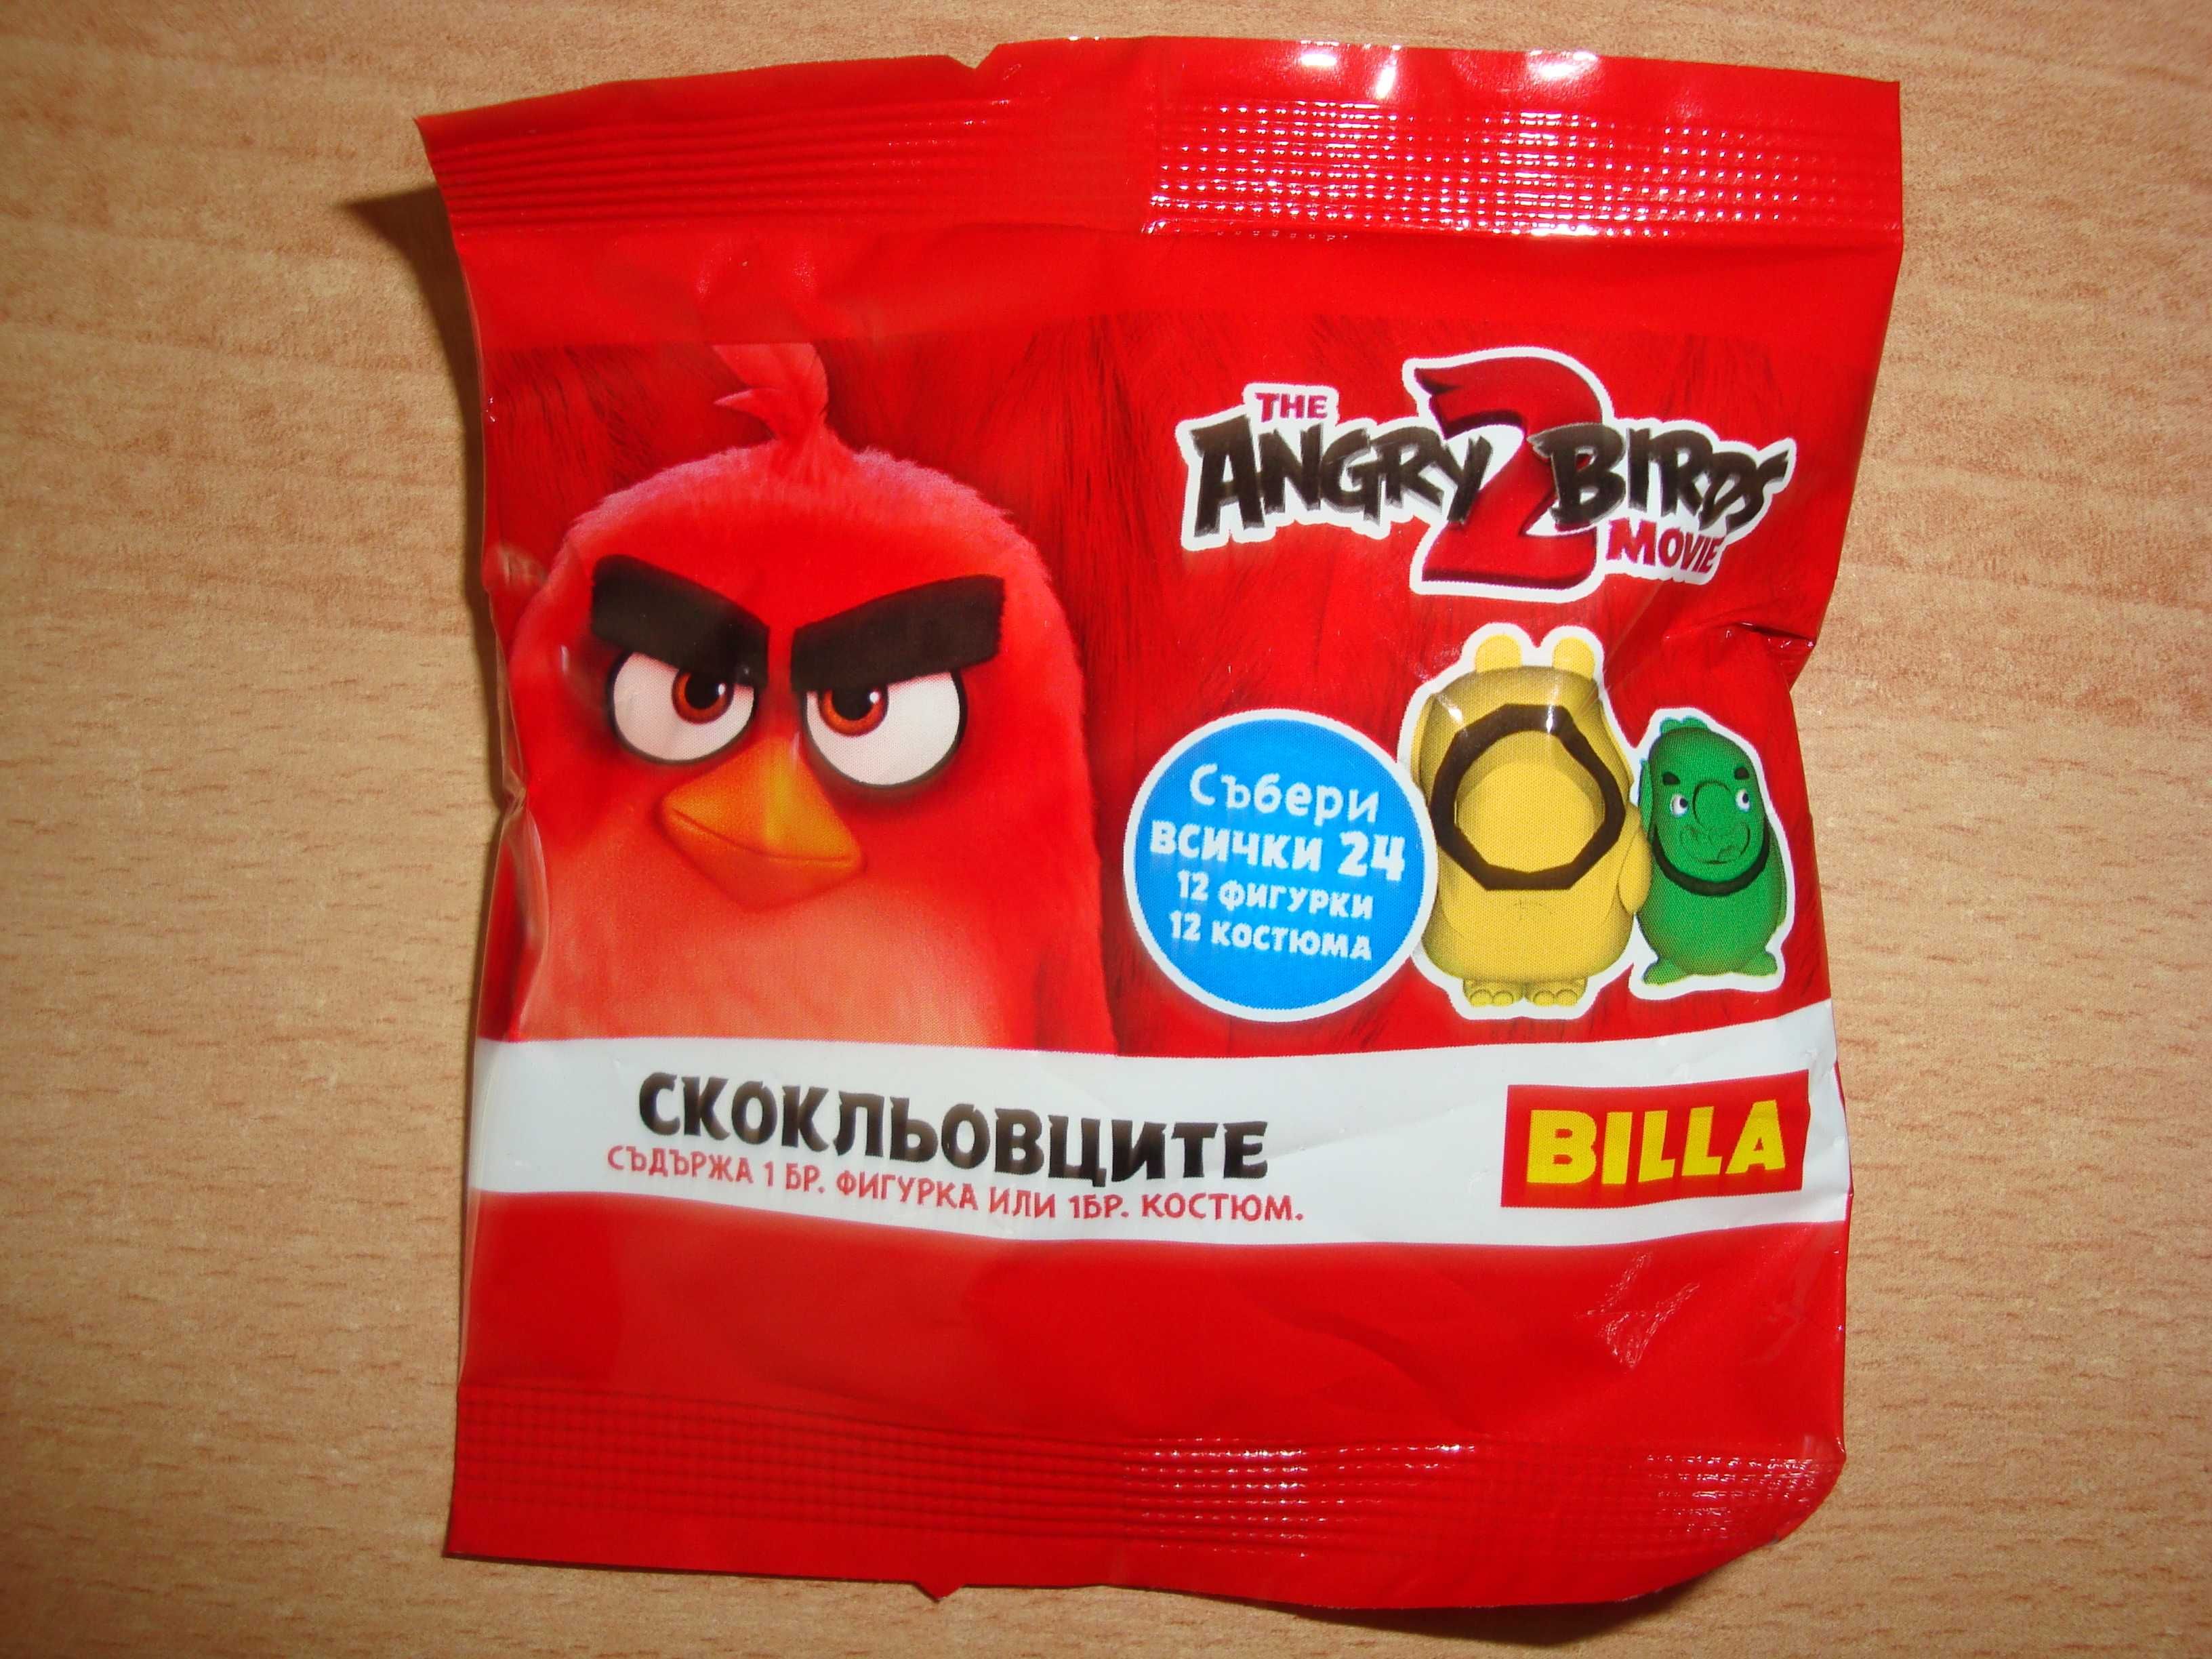 THE
ANGRY 2 BIRDS
MOVIE
Събери
ВСИЧКИ 24
12 ФИГУРКИ
12 КОСТЮМА
СКОКЛЬОВЦИТЕ
СЪДЪРЖА 1 БР. ФИГУРКА ИЛИ 1БР. КОСТЮМ.
BILLA